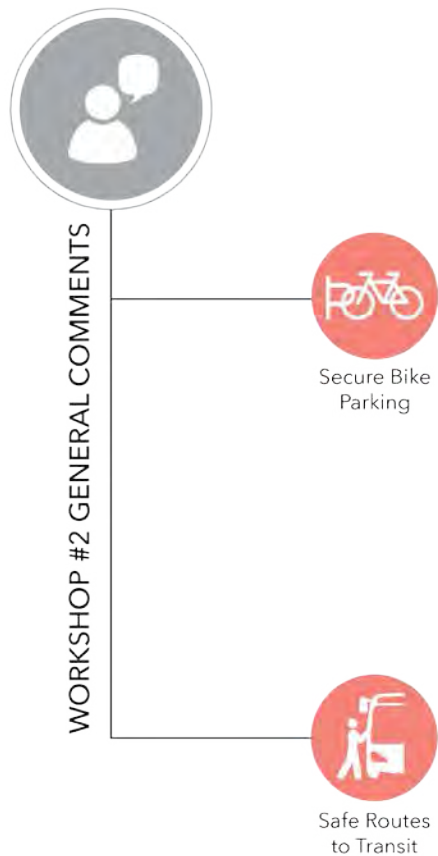 WORKSHOP #2 GENERAL COMMENTS
Secure Bike
Parking
Safe Routes
to Transit